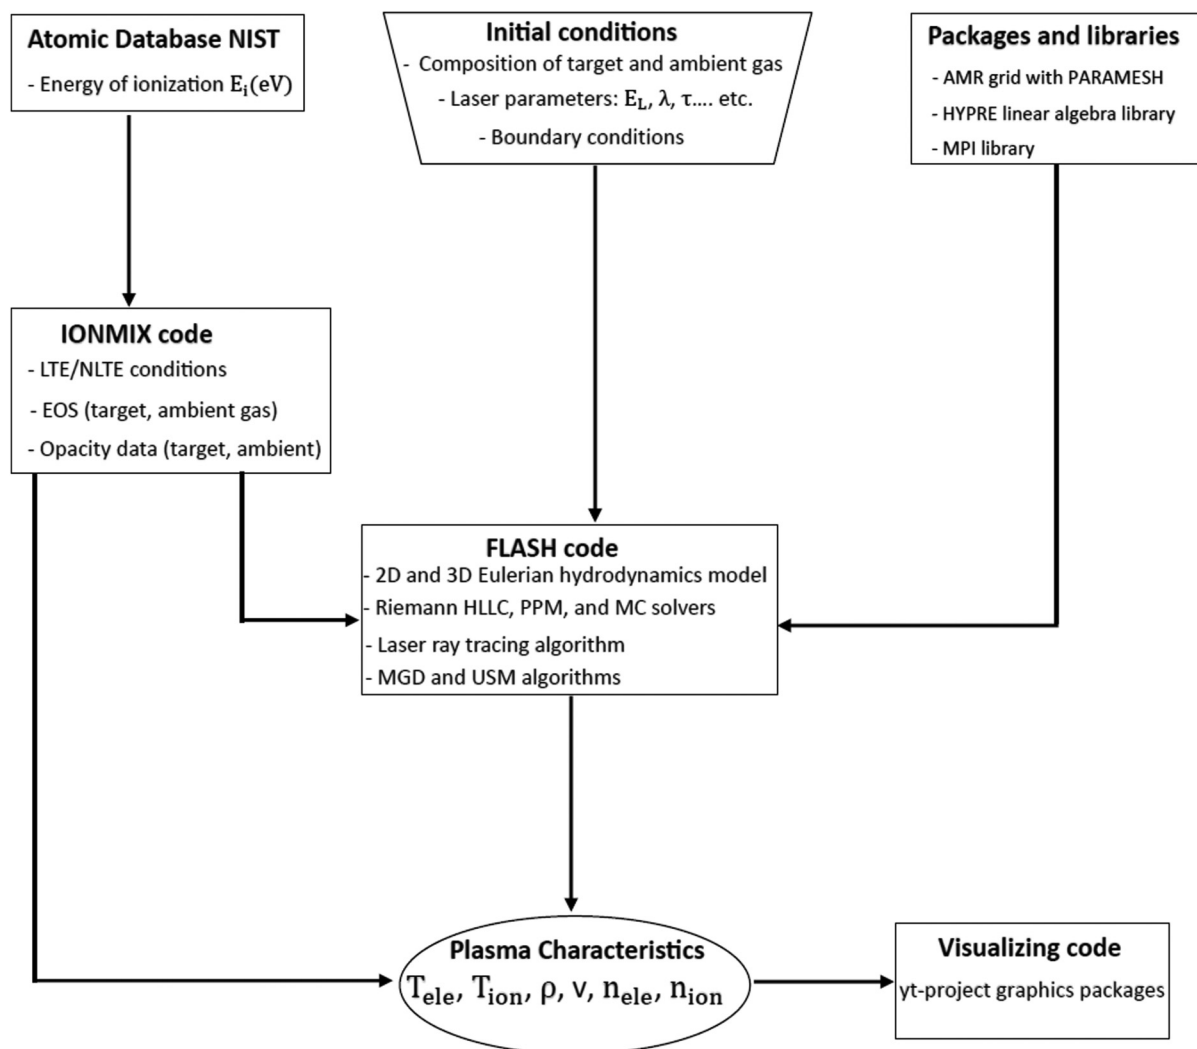 Atomic Database NIST
- Energy of ionization Eᵢ(eV)
Initial conditions
- Composition of target and ambient gas
- Laser parameters: E_L, λ, τ.... etc.
- Boundary conditions
Packages and libraries
- AMR grid with PARAMESH
- HYPRE linear algebra library
- MPI library
IONMIX code
- LTE/NLTE conditions
- EOS (target, ambient gas)
- Opacity data (target, ambient)
FLASH code
- 2D and 3D Eulerian hydrodynamics model
- Riemann HLLC, PPM, and MC solvers
- Laser ray tracing algorithm
- MGD and USM algorithms
Plasma Characteristics
T_ele, T_ion, ρ, v, n_ele, n_ion
Visualizing code
yt-project graphics packages